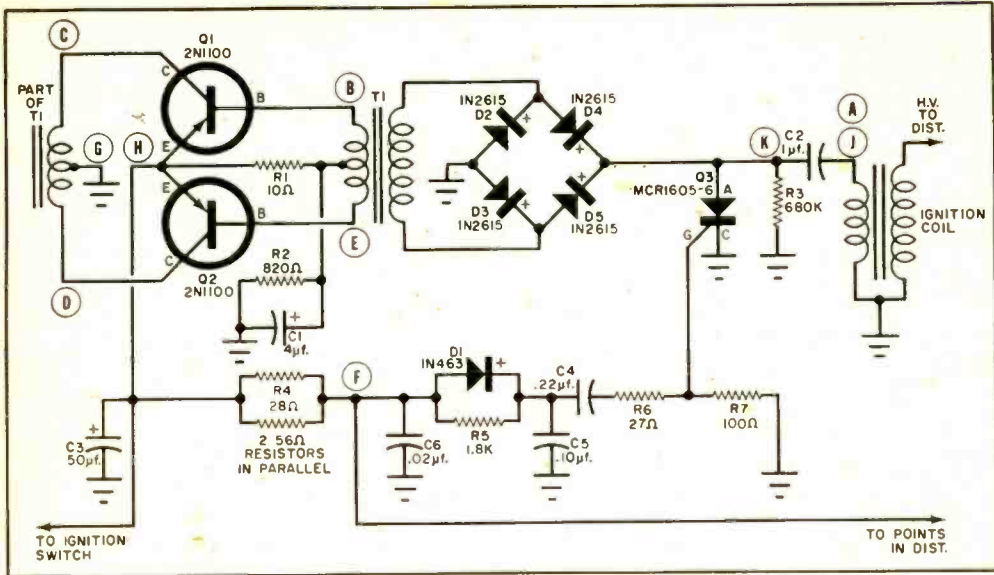 C
Q1
2N1100
PART
OF
T1
C
B
E
G
H
B
T1
R1
10Ω
E
B
C
E
Q2
2N1100
D
R2
820Ω
C1
4µf.
+
IN2615
D2
+
IN2615
D4
+
D3
IN2615
+
D5
IN2615
+
Q3
MCR1605-6
A
G
C
K
C2
1µf.
R3
680K
A
J
H.V.
TO DIST.
IGNITION
COIL
C3
50µf.
+
R4
28Ω
2 56Ω
RESISTORS
IN PARALLEL
F
C6
.02µf.
D1
IN463
+
R5
1.8K
C4
.22µf.
C5
.10µf.
R6
27Ω
R7
100Ω
TO IGNITION
SWITCH
TO POINTS
IN DIST.